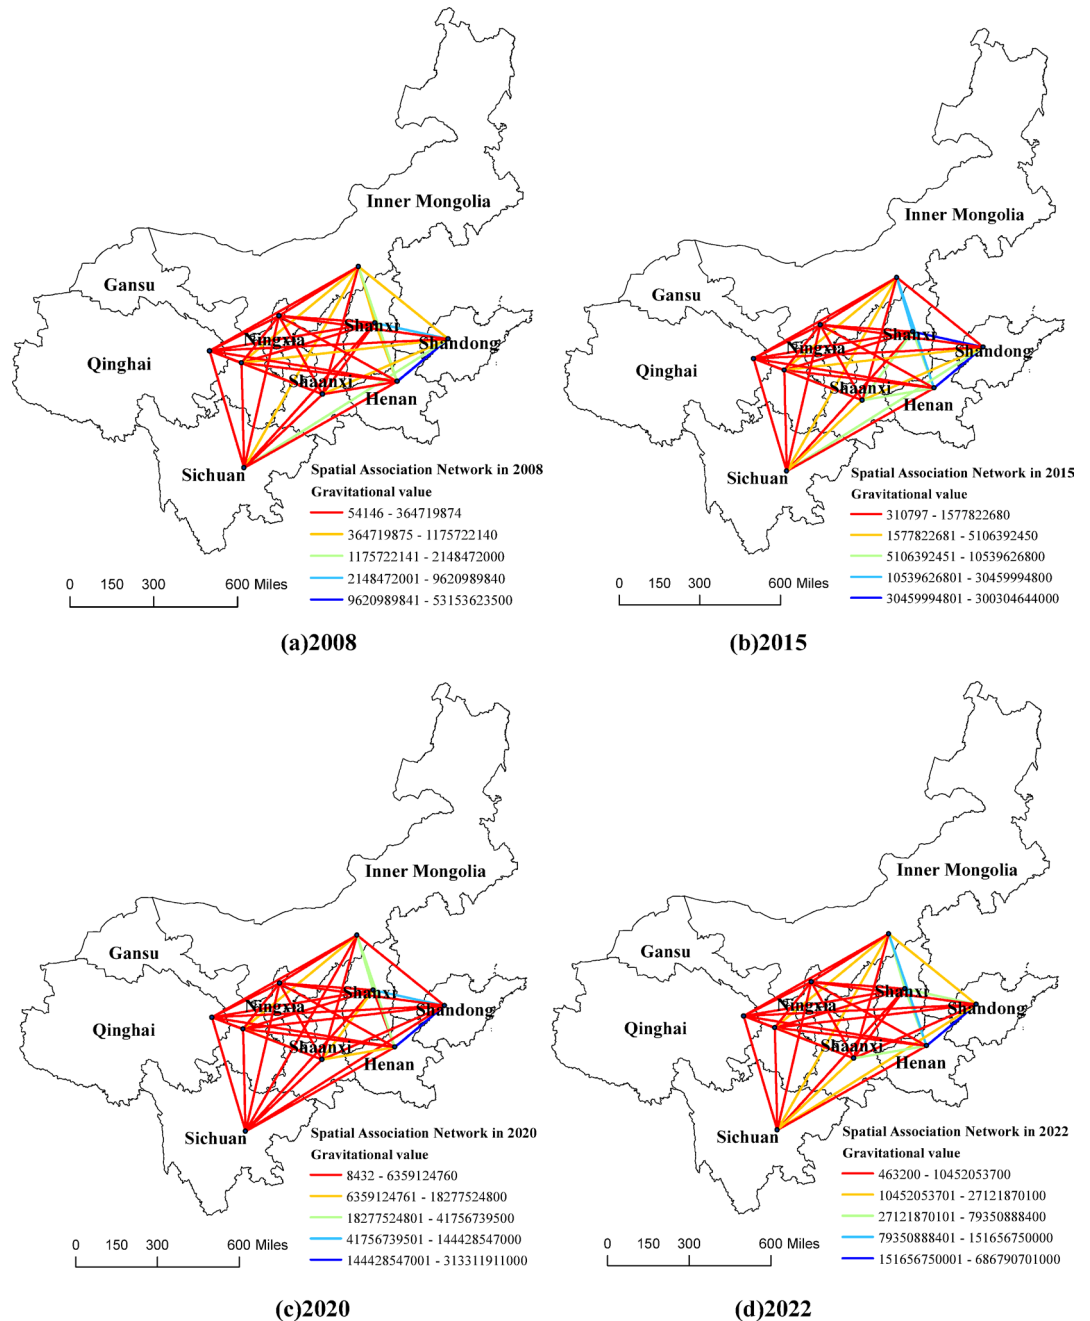 Inner Mongolia
Gansu
Qinghai
Ningxia
Shanxi
Shandong
Shaanxi
Henan
Sichuan
Spatial Association Network in 2008
Gravitational value
54146 - 364719874
364719875 - 1175722140
1175722141 - 2148472000
2148472001 - 9620989840
9620989841 - 53153623500
0 150 300 600 Miles
(a)2008
Inner Mongolia
Gansu
Qinghai
Ningxia
Shanxi
Shandong
Shaanxi
Henan
Sichuan
Spatial Association Network in 2015
Gravitational value
310797 - 1577822680
1577822681 - 5106392450
5106392451 - 10539626800
10539626801 - 30459994800
30459994801 - 300304644000
0 150 300 600 Miles
(b)2015
Inner Mongolia
Gansu
Qinghai
Ningxia
Shanxi
Shandong
Shaanxi
Henan
Sichuan
Spatial Association Network in 2020
Gravitational value
8432 - 6359124760
6359124761 - 18277524800
18277524801 - 41756739500
41756739501 - 144428547000
144428547001 - 313311911000
0 150 300 600 Miles
(c)2020
Inner Mongolia
Gansu
Qinghai
Ningxia
Shanxi
Shandong
Shaanxi
Henan
Sichuan
Spatial Association Network in 2022
Gravitational value
463200 - 10452053700
10452053701 - 27121870100
27121870101 - 79350888400
79350888401 - 151656750000
151656750001 - 686790701000
0 150 300 600 Miles
(d)2022